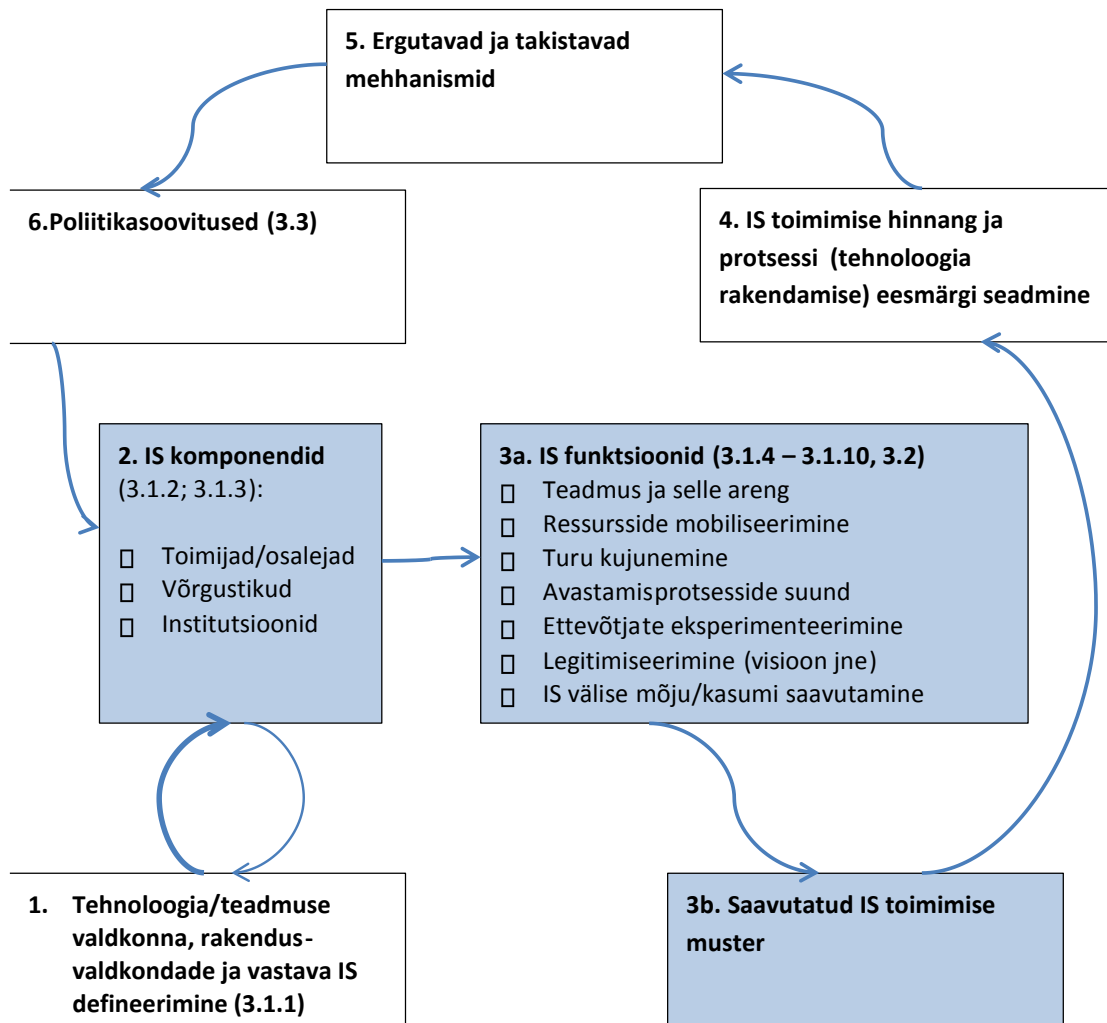 5. Ergutavad ja takistavad
mehhanismid
6.Poliitikasoovitused (3.3)
4. IS toimimise hinnang ja
protsessi (tehnoloogia
rakendamise) eesmärgi seadmine
2. IS komponendid
(3.1.2; 3.1.3):
Toimijad/osalejad
Võrgustikud
Institutsioonid
3a. IS funktsioonid (3.1.4 – 3.1.10, 3.2)
Teadmus ja selle areng
Ressursside mobiliseerimine
Turu kujunemine
Avastamisprotsesside suund
Ettevõtjate eksperimenteerimine
Legitimiseerimine (visioon jne)
IS välise mõju/kasumi saavutamine
1. Tehnoloogia/teadmuse
valdkonna, rakendus-
valdkondade ja vastava IS
defineerimine (3.1.1)
3b. Saavutatud IS toimimise
muster